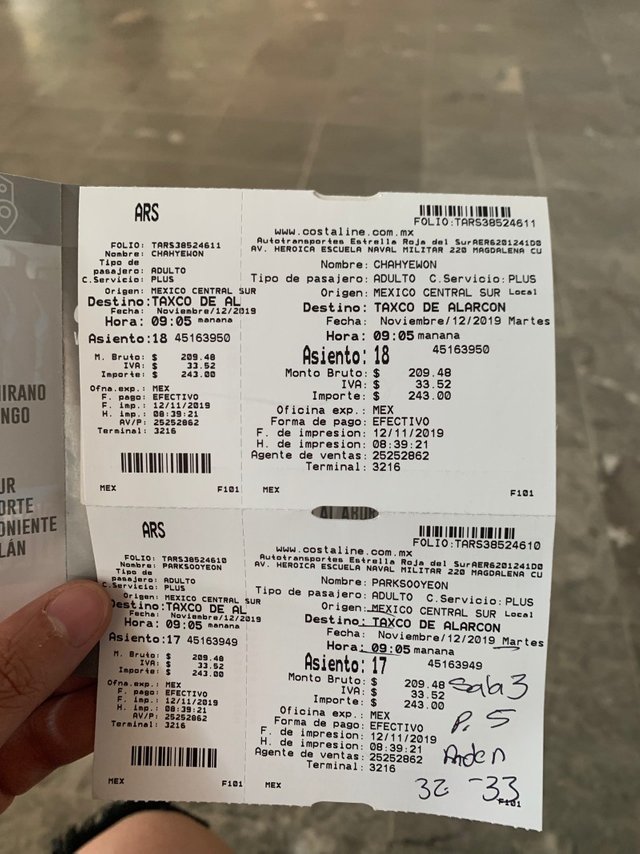 MIRANO
NGO
UR
ORTE
ONIENTE
LÁN
ARS
FOLIO: TARS38524611
Nombre: CHAHYEWON
Tipo de
pasajero: ADULTO
C.Servicio: PLUS
Origen: MEXICO CENTRAL SUR
Destino:TAXCO DE AL
Fecha: Noviembre/12/2019
Hora: 09:05 manana
Asiento:18 45163950
M. Bruto: $ 209.48
IVA: $ 33.52
Importe: $ 243.00
Ofna.exp.: MEX
F. pago: EFECTIVO
F. imp.: 12/11/2019
H. imp.: 08:39:21
AV/P: 25252862
Terminal: 3216
MEX F101
FOLIO:TARS38524611
www.costaline.com.mx
Autotransportes Estrella Roja del SurAER6201241D0
AV. HEROICA ESCUELA NAVAL MILITAR 220 MAGDALENA CU
Nombre: CHAHYEWON
Tipo de pasajero: ADULTO C.Servicio: PLUS
Origen: MEXICO CENTRAL SUR Local
Destino: TAXCO DE ALARCON
Fecha: Noviembre/12/2019 Martes
Hora: 09:05 manana
Asiento: 18 45163950
Monto Bruto: $ 209.48
IVA: $ 33.52
Importe: $ 243.00
Oficina exp.: MEX
Forma de pago: EFECTIVO
F. de impresion: 12/11/2019
H. de impresion: 08:39:21
Agente de ventas: 25252862
Terminal: 3216
MEX F101
ARS
FOLIO: TARS38524610
Nombre: PARKSOOYEON
Tipo de
pasajero: ADULTO
C.Servicio: PLUS
Origen: MEXICO CENTRAL SUR
Destino:TAXCO DE AL
Fecha: Noviembre/12/2019
Hora: 09:05 manana
Asiento:17 45163949
M. Bruto: $ 209.48
IVA: $ 33.52
Importe: $ 243.00
Ofna.exp.: MEX
F. pago: EFECTIVO
F. imp.: 12/11/2019
H. imp.: 08:39:21
AV/P: 25252862
Terminal: 3216
MEX F101
FOLIO:TARS38524610
www.costaline.com.mx
Autotransportes Estrella Roja del SurAER6201241D0
AV. HEROICA ESCUELA NAVAL MILITAR 220 MAGDALENA CU
Nombre: PARKSOOYEON
Tipo de pasajero: ADULTO C.Servicio: PLUS
Origen: MEXICO CENTRAL SUR Local
Destino: TAXCO DE ALARCON
Fecha: Noviembre/12/2019 Martes
Hora: 09:05 manana
Asiento: 17 45163949
Monto Bruto: $ 209.48
IVA: $ 33.52
Importe: $ 243.00
Oficina exp.: MEX
Forma de pago: EFECTIVO
F. de impresion: 12/11/2019
H. de impresion: 08:39:21
Agente de ventas: 25252862
Terminal: 3216
MEX F101
Sala 3
P. 5
Anden
32 - 33